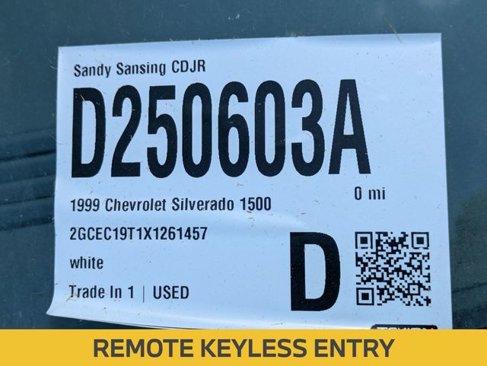 Sandy Sansing CDJR
D250603A
0 mi
1999 Chevrolet Silverado 1500
2GCEC19T1X1261457
white
Trade In 1 | USED
D
REMOTE KEYLESS ENTRY